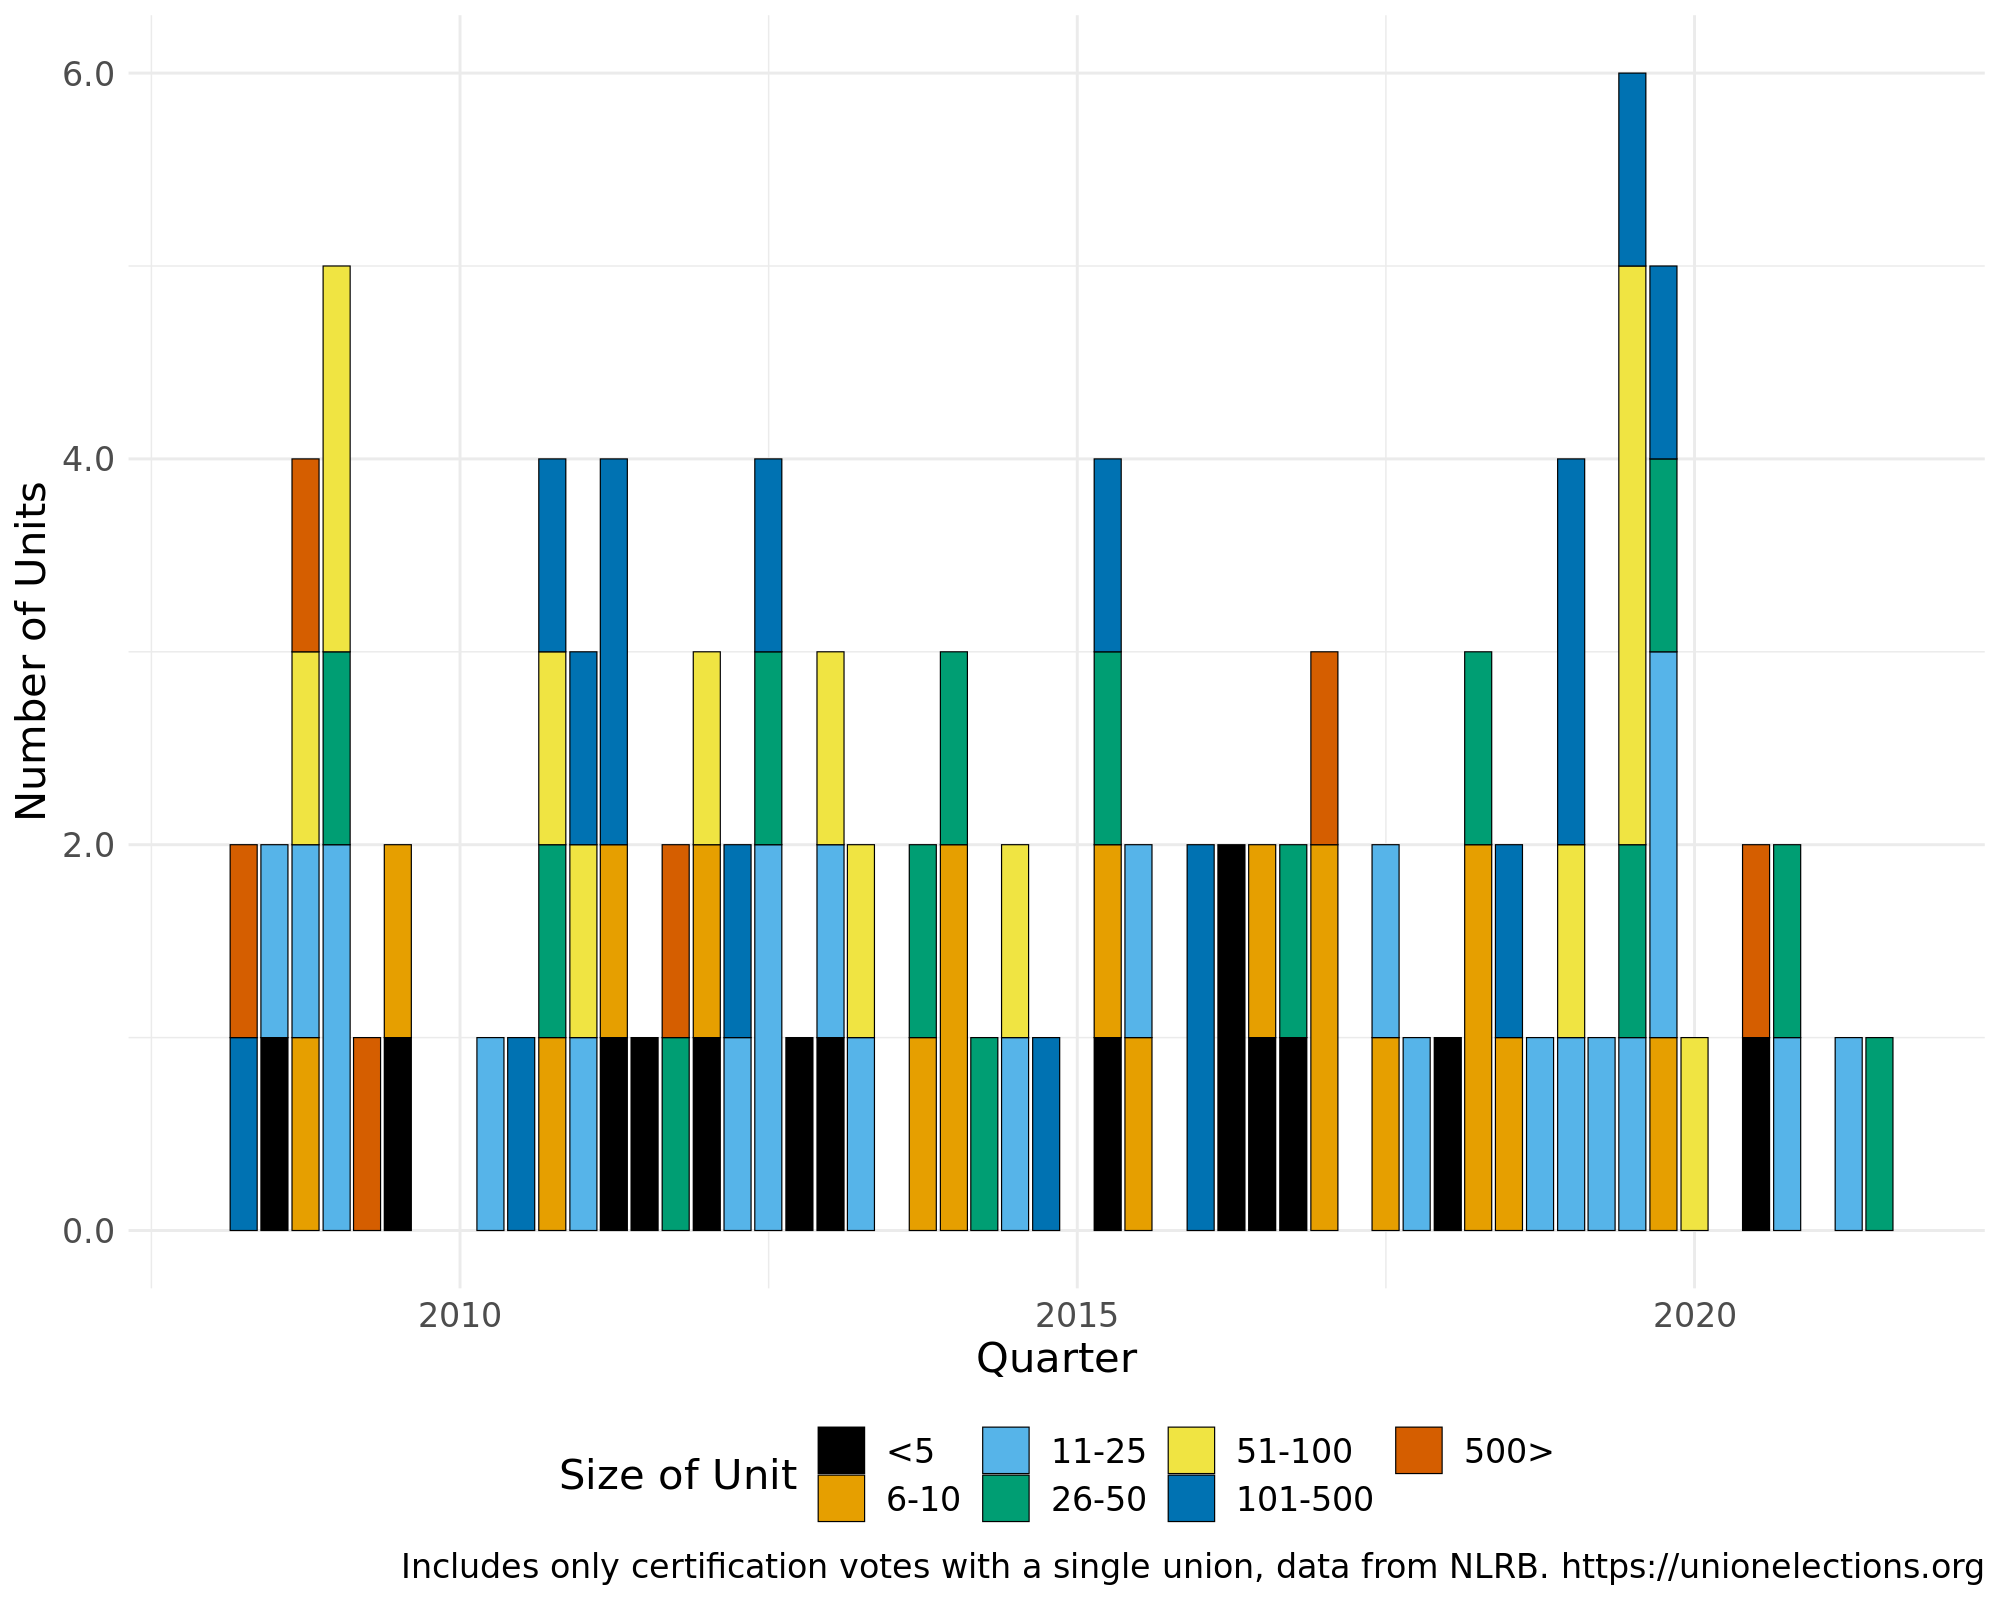 6.0
4.0
2.0
0.0
Number of Units
2010 2015 2020
Quarter
Size of Unit
<5 11-25 51-100 500>
6-10 26-50 101-500
Includes only certification votes with a single union, data from NLRB. https://unionelections.org